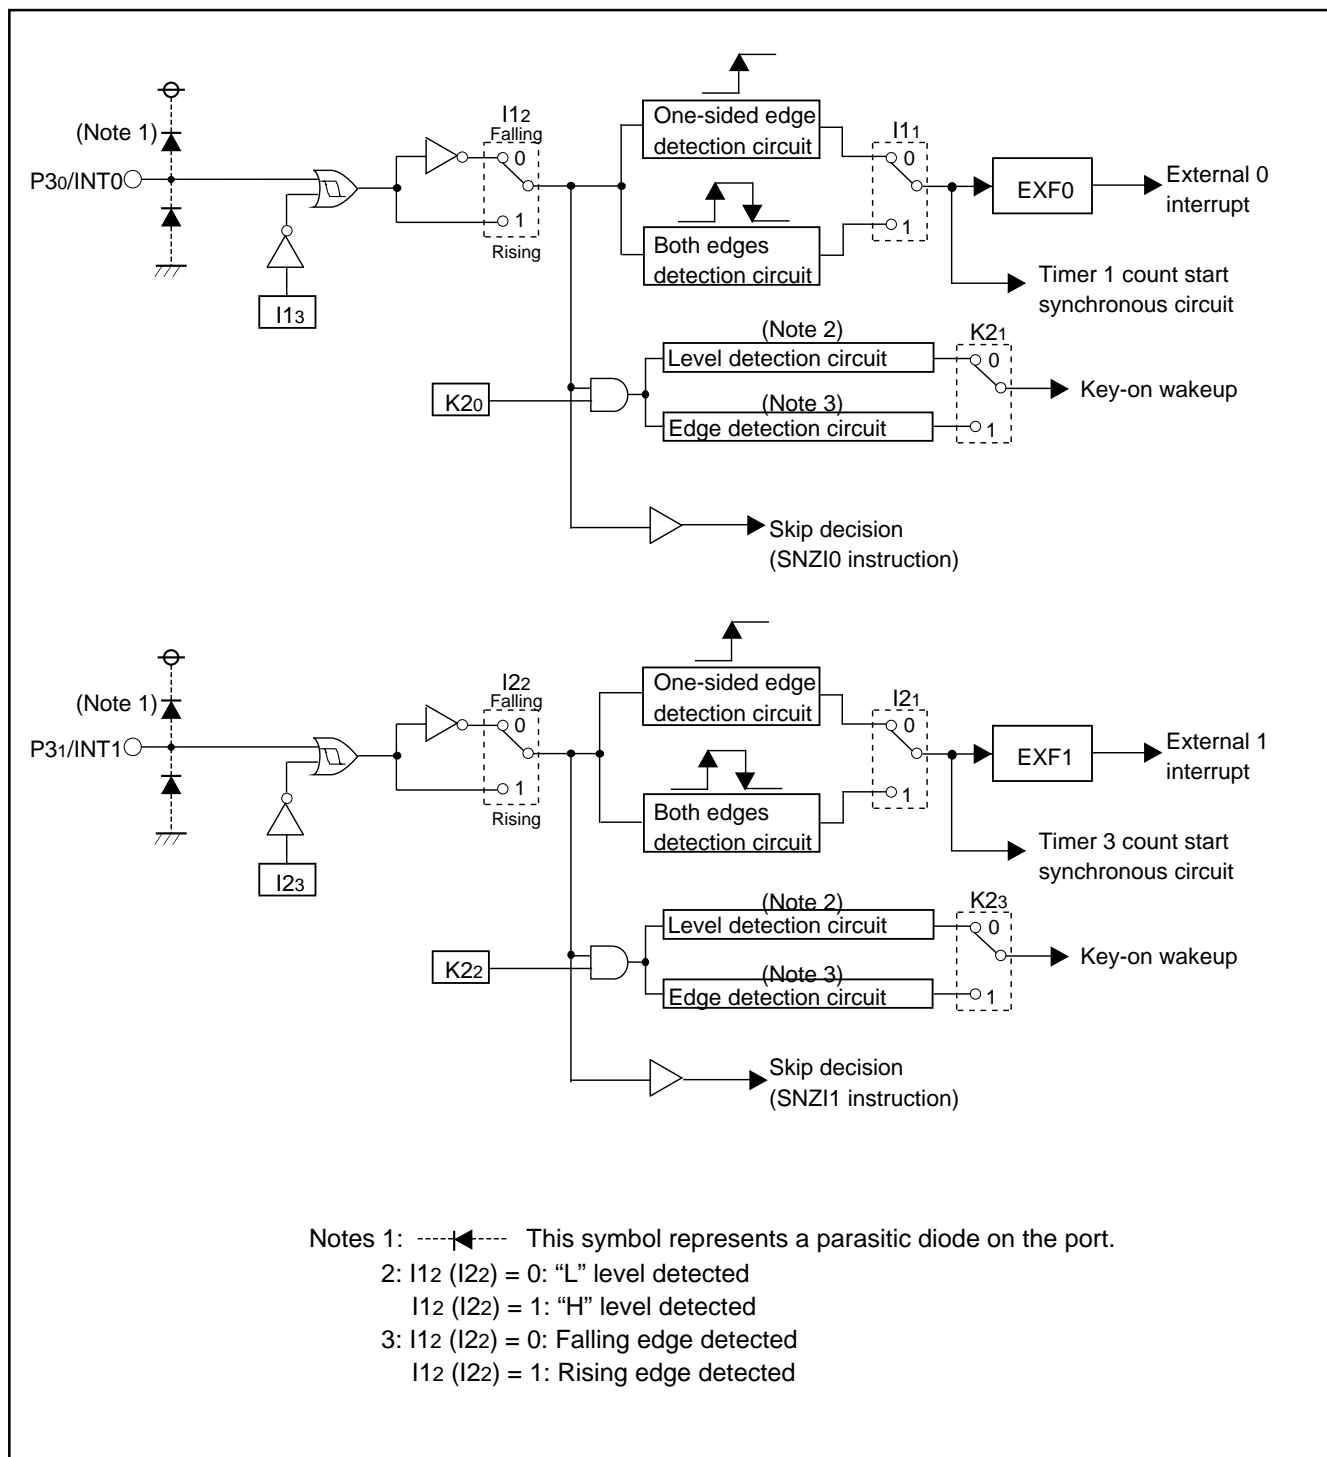 I12
Falling
0
1
Rising
(Note 1)
P30/INT0
I13
One-sided edge
detection circuit
Both edges
detection circuit
I11
0
1
EXF0
External 0
interrupt
Timer 1 count start
synchronous circuit
K20
(Note 2)
Level detection circuit
(Note 3)
Edge detection circuit
K21
0
1
Key-on wakeup
Skip decision
(SNZI0 instruction)
I22
Falling
0
1
Rising
(Note 1)
P31/INT1
I23
One-sided edge
detection circuit
Both edges
detection circuit
I21
0
1
EXF1
External 1
interrupt
Timer 3 count start
synchronous circuit
K22
(Note 2)
Level detection circuit
(Note 3)
Edge detection circuit
K23
0
1
Key-on wakeup
Skip decision
(SNZI1 instruction)
Notes 1: This symbol represents a parasitic diode on the port.
2: I12 (I22) = 0: “L” level detected
I12 (I22) = 1: “H” level detected
3: I12 (I22) = 0: Falling edge detected
I12 (I22) = 1: Rising edge detected